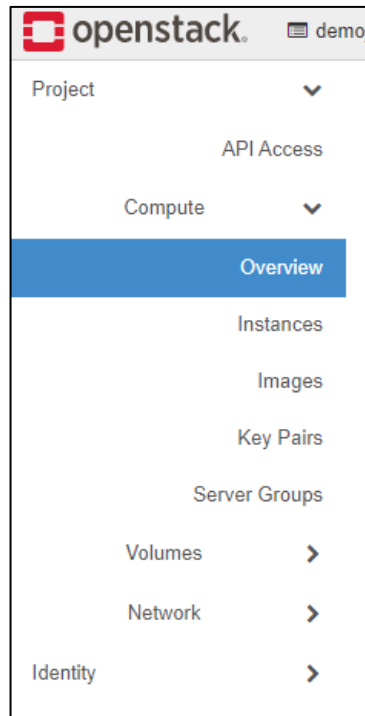 openstack. demo
Project
API Access
Compute
Overview
Instances
Images
Key Pairs
Server Groups
Volumes
Network
Identity